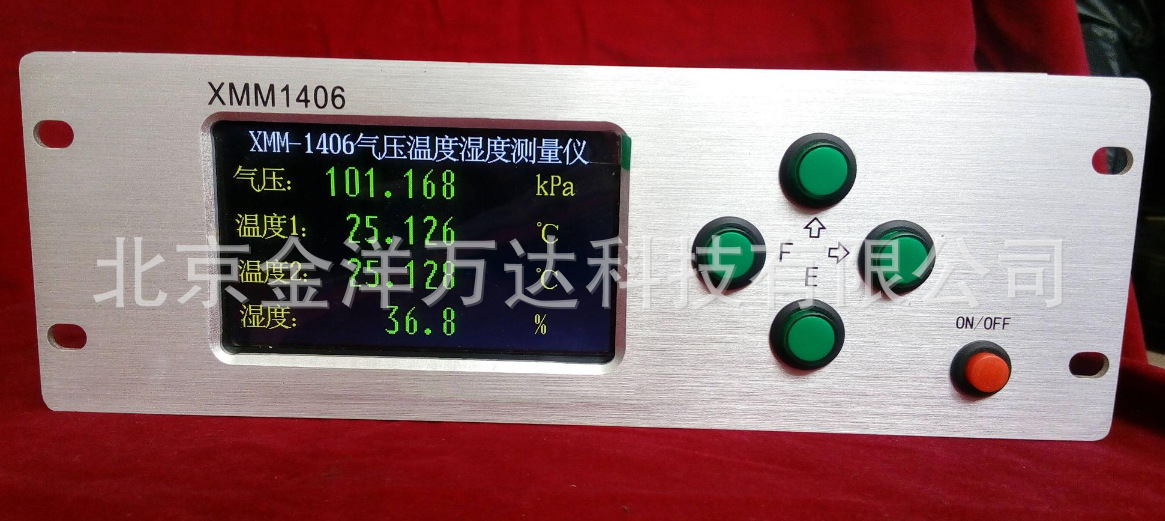 XMM1406
XMM-1406气压温度湿度测量仪
气压: 101.168 kPa
温度1: 25.126 ℃
温度2: 25.128 ℃
湿度: 36.8 %
北京金洋万达科技有限公司
F
E
ON/OFF